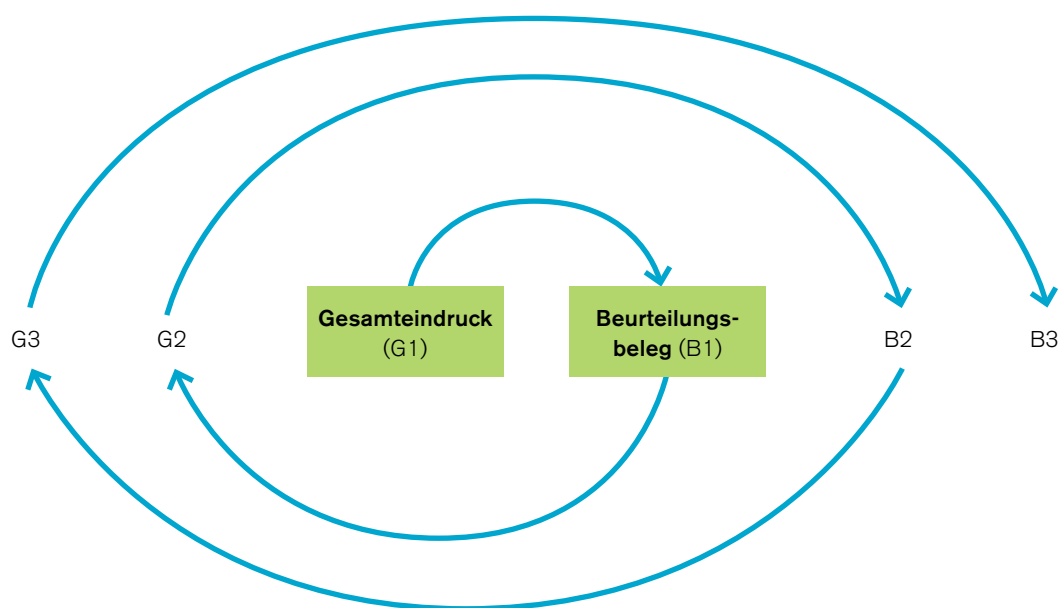 G3
G2
Gesamteindruck
(G1)
Beurteilungs-
beleg (B1)
B2
B3